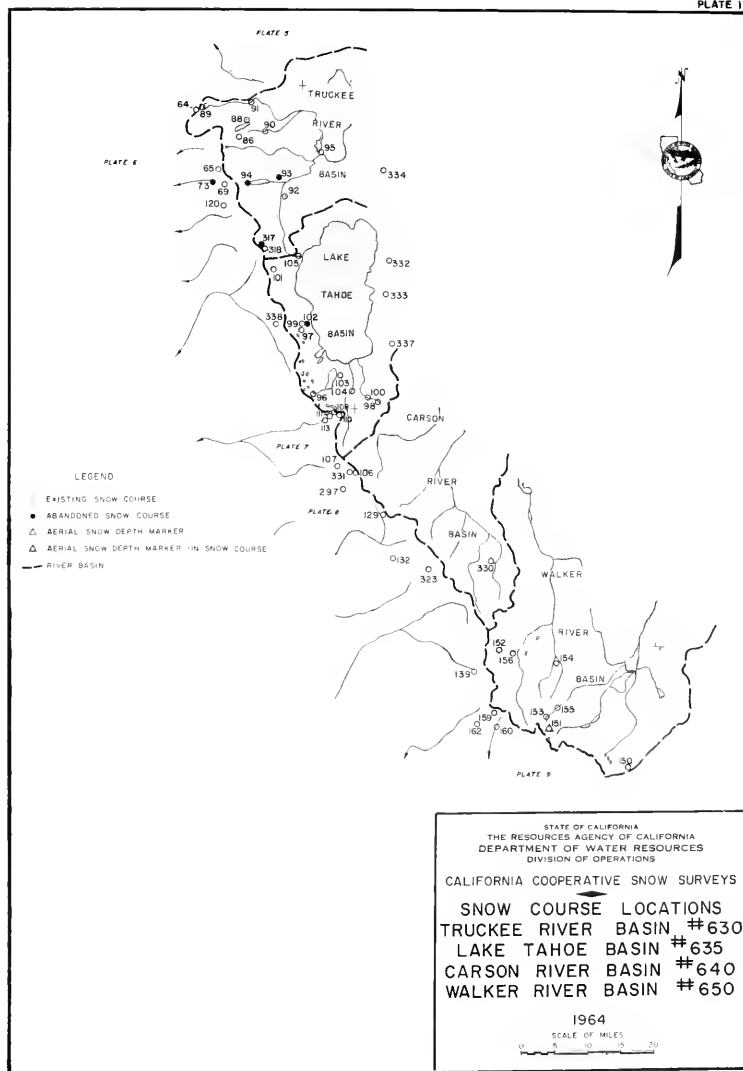 PLATE 1
PLATE 5
TRUCKEE
64
89
91
88
90
RIVER
86
95
PLATE 6
65
94
93
BASIN
334
73
69
92
120
317
318
105
LAKE
332
101
TAHOE
333
338
102
99
97
BASIN
337
103
104
100
96
98
113
CARSON
PLATE 7
107
331
106
RIVER
297
PLATE 8
129
BASIN
132
323
330
WALKER
152
RIVER
156
154
139
BASIN
155
159
153
151
162
160
150
PLATE 9
N
LEGEND
EXISTING SNOW COURSE
ABANDONED SNOW COURSE
AERIAL SNOW DEPTH MARKER
AERIAL SNOW DEPTH MARKER ON SNOW COURSE
RIVER BASIN
STATE OF CALIFORNIA
THE RESOURCES AGENCY OF CALIFORNIA
DEPARTMENT OF WATER RESOURCES
DIVISION OF OPERATIONS
CALIFORNIA COOPERATIVE SNOW SURVEYS
SNOW COURSE LOCATIONS
TRUCKEE RIVER BASIN #630
LAKE TAHOE BASIN #635
CARSON RIVER BASIN #640
WALKER RIVER BASIN #650
1964
SCALE OF MILES
0 5 10 15 20